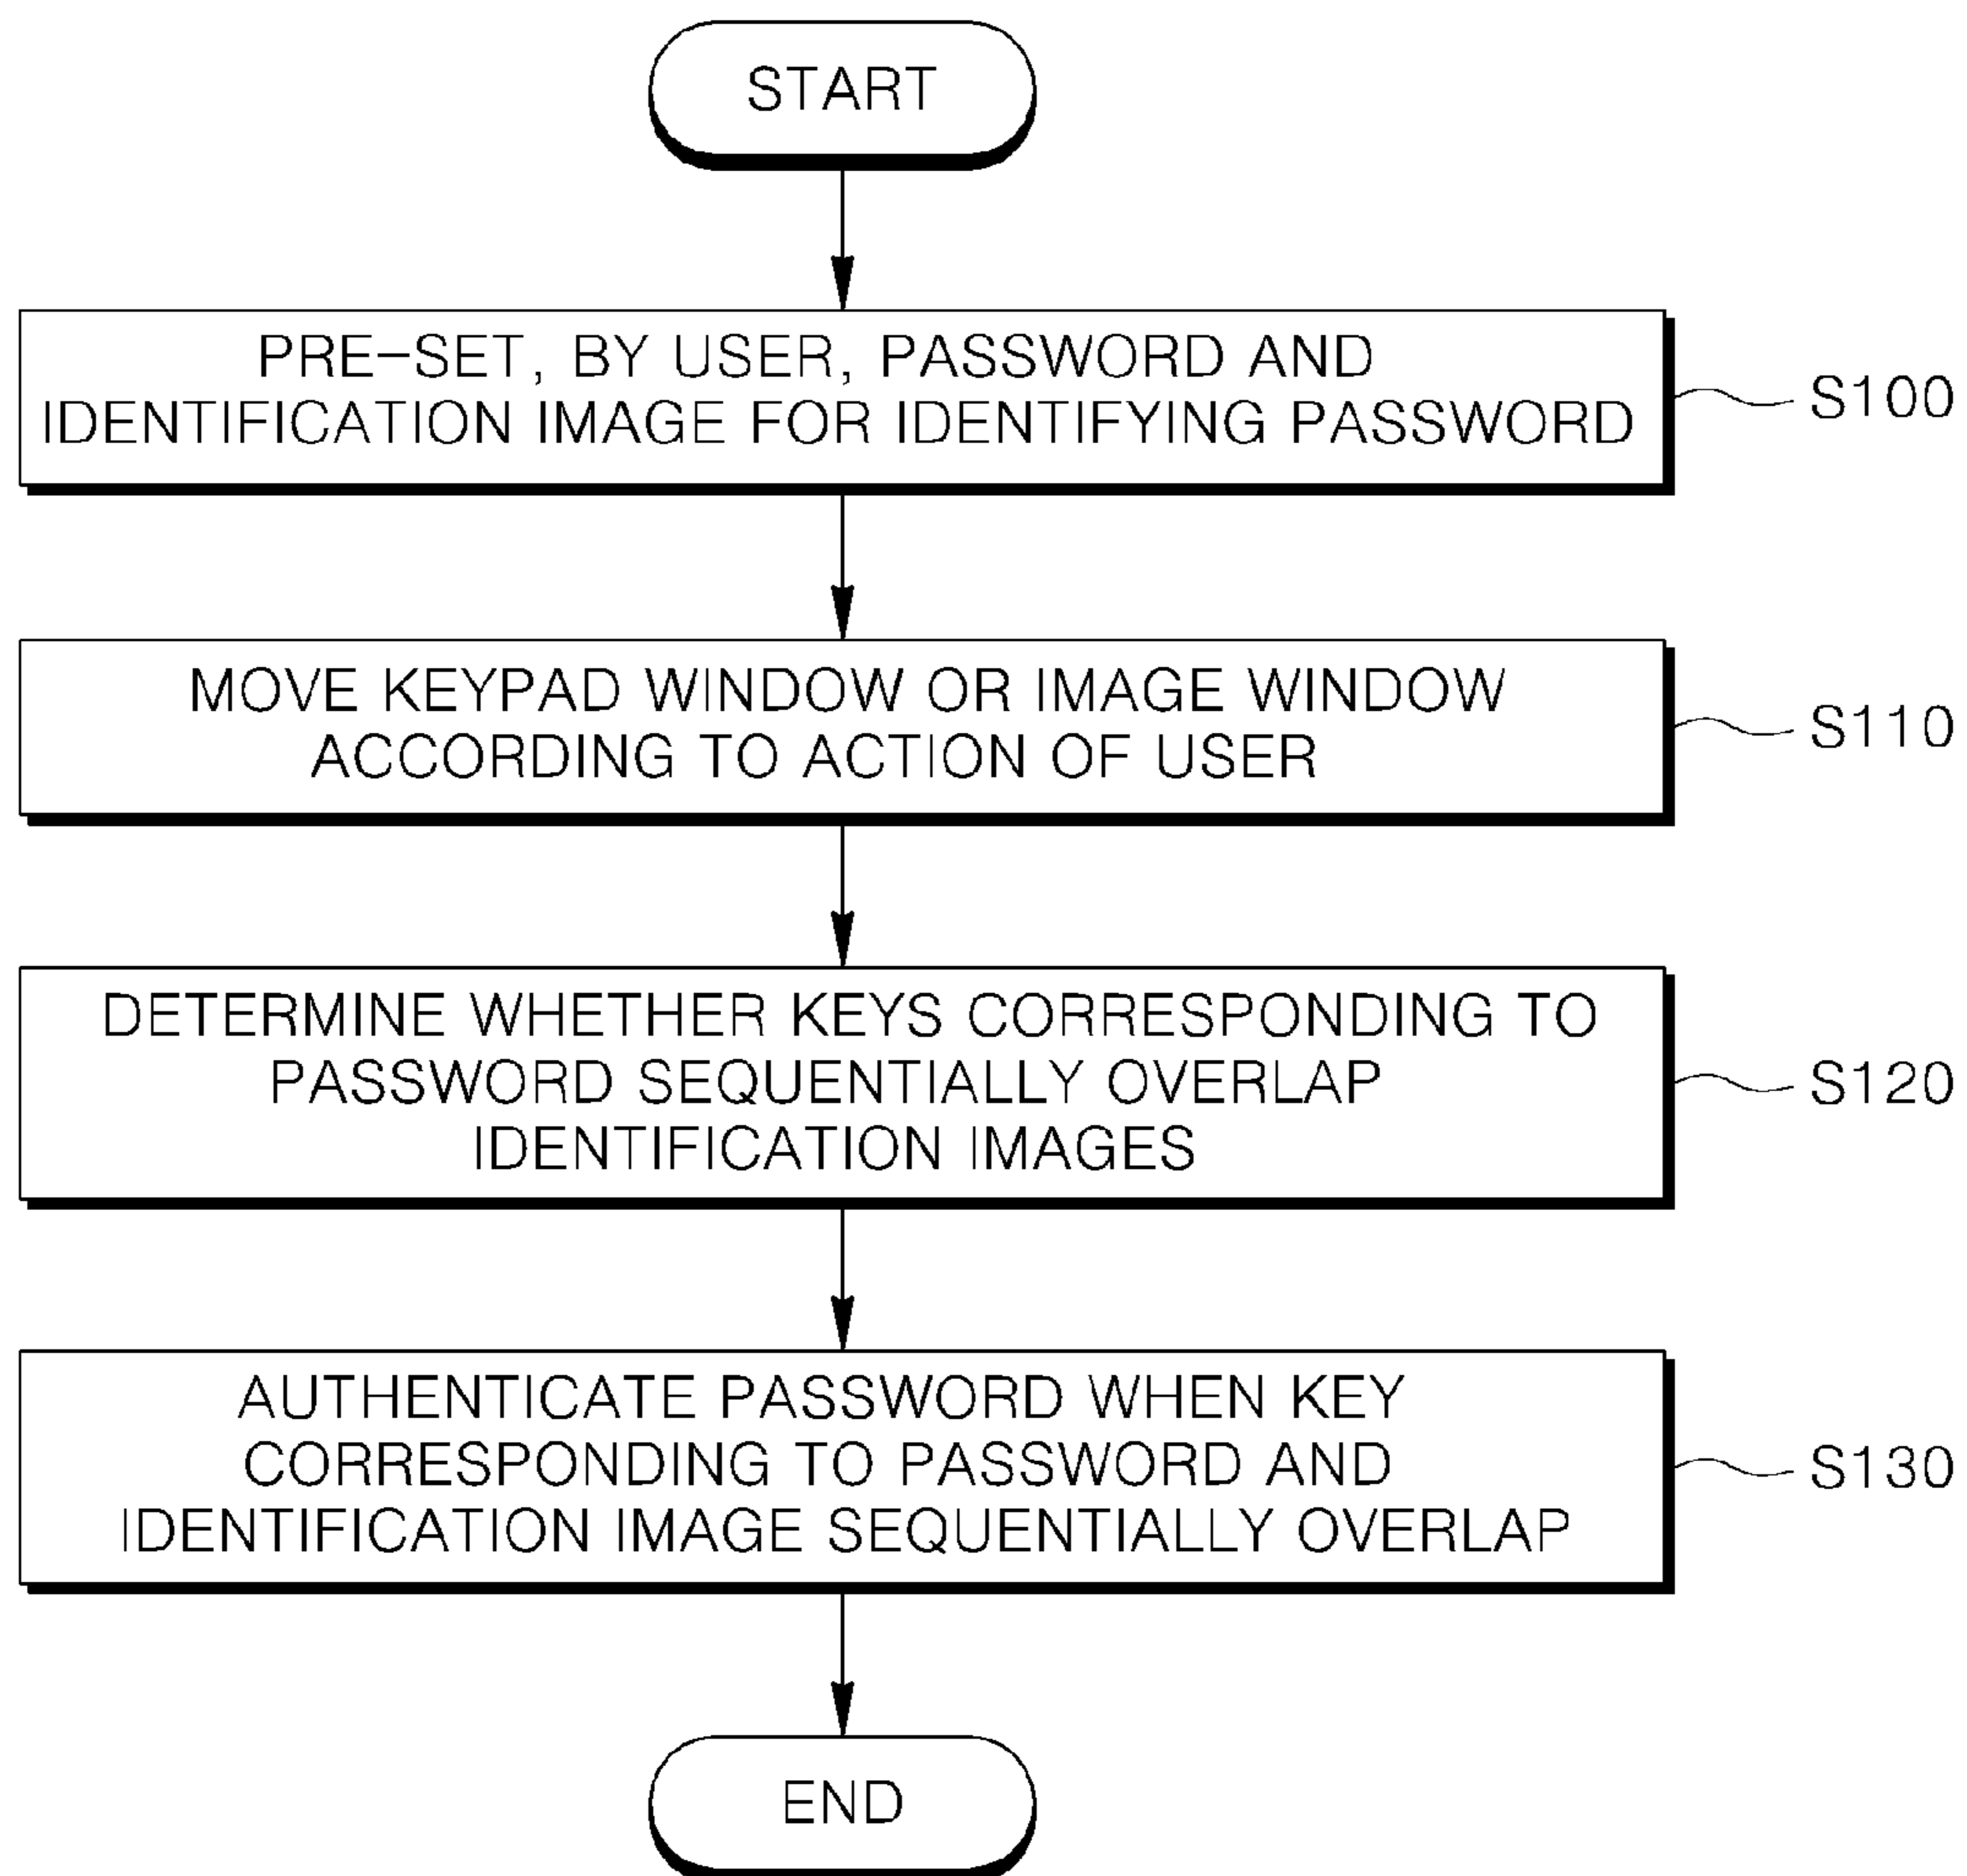 START
PRE-SET, BY USER, PASSWORD AND
IDENTIFICATION IMAGE FOR IDENTIFYING PASSWORD
S100
MOVE KEYPAD WINDOW OR IMAGE WINDOW
ACCORDING TO ACTION OF USER
S110
DETERMINE WHETHER KEYS CORRESPONDING TO
PASSWORD SEQUENTIALLY OVERLAP
IDENTIFICATION IMAGES
S120
AUTHENTICATE PASSWORD WHEN KEY
CORRESPONDING TO PASSWORD AND
IDENTIFICATION IMAGE SEQUENTIALLY OVERLAP
S130
END